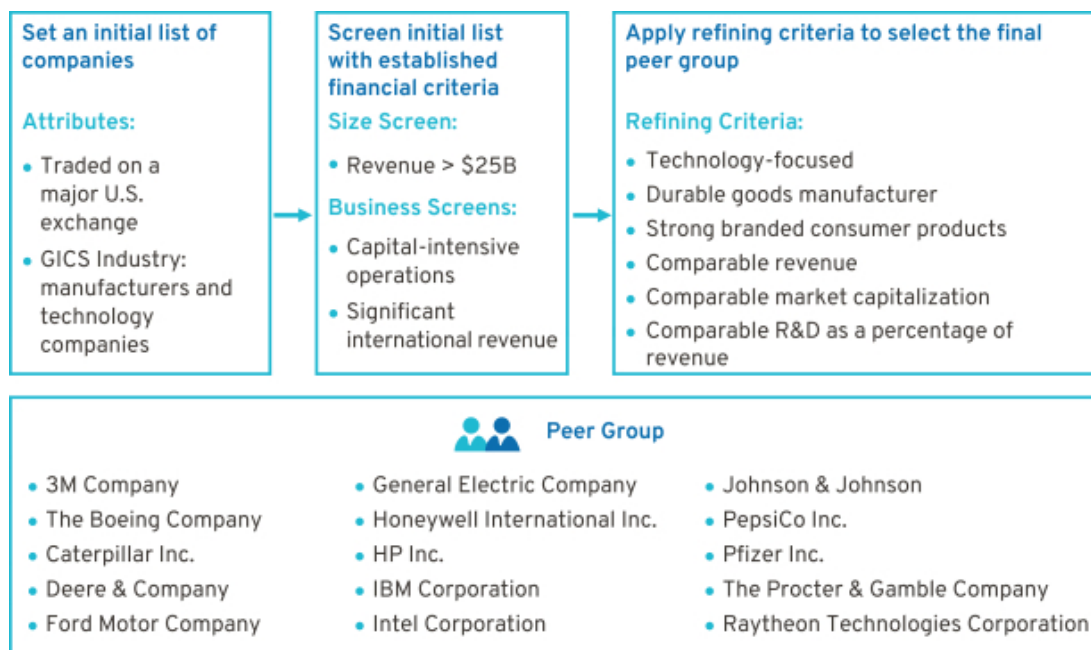 Set an initial list of
companies
Attributes:
• Traded on a
major U.S.
exchange
• GICS Industry:
manufacturers and
technology
companies
Screen initial list
with established
financial criteria
Size Screen:
• Revenue > $25B
Business Screens:
• Capital-intensive
operations
• Significant
international revenue
Apply refining criteria to select the final
peer group
Refining Criteria:
• Technology-focused
• Durable goods manufacturer
• Strong branded consumer products
• Comparable revenue
• Comparable market capitalization
• Comparable R&D as a percentage of
revenue
Peer Group
• 3M Company
• The Boeing Company
• Caterpillar Inc.
• Deere & Company
• Ford Motor Company
• General Electric Company
• Honeywell International Inc.
• HP Inc.
• IBM Corporation
• Intel Corporation
• Johnson & Johnson
• PepsiCo Inc.
• Pfizer Inc.
• The Procter & Gamble Company
• Raytheon Technologies Corporation